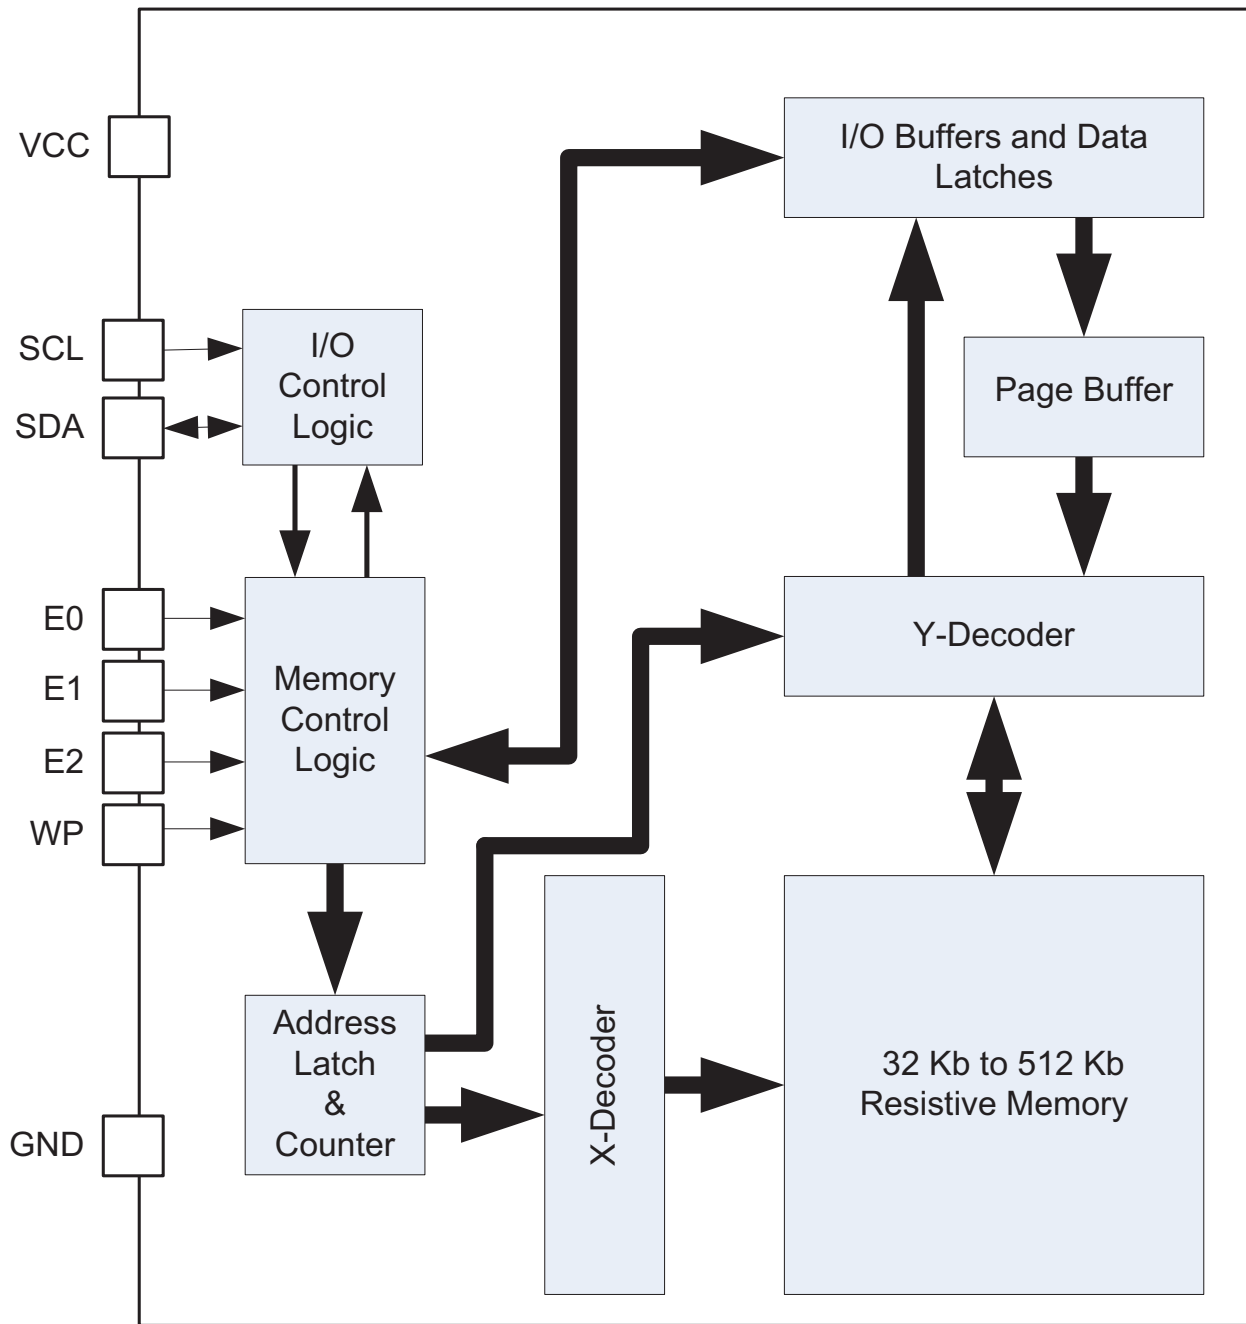 VCC
I/O Buffers and Data
Latches
SCL
SDA
I/O
Control
Logic
Page Buffer
E0
E1
E2
WP
Memory
Control
Logic
Y-Decoder
Address
Latch
&
Counter
X-Decoder
32 Kb to 512 Kb
Resistive Memory
GND